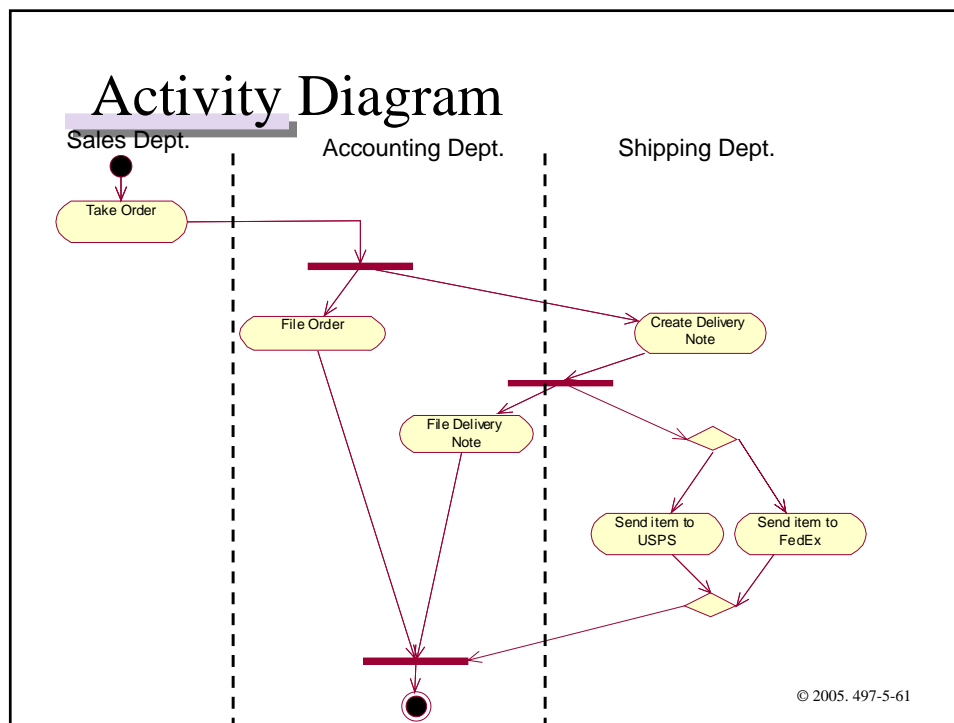 Activity Diagram
Sales Dept.
Accounting Dept.
Shipping Dept.
Take Order
File Order
Create Delivery
Note
File Delivery
Note
Send item to
USPS
Send item to
FedEx
© 2005. 497-5-61